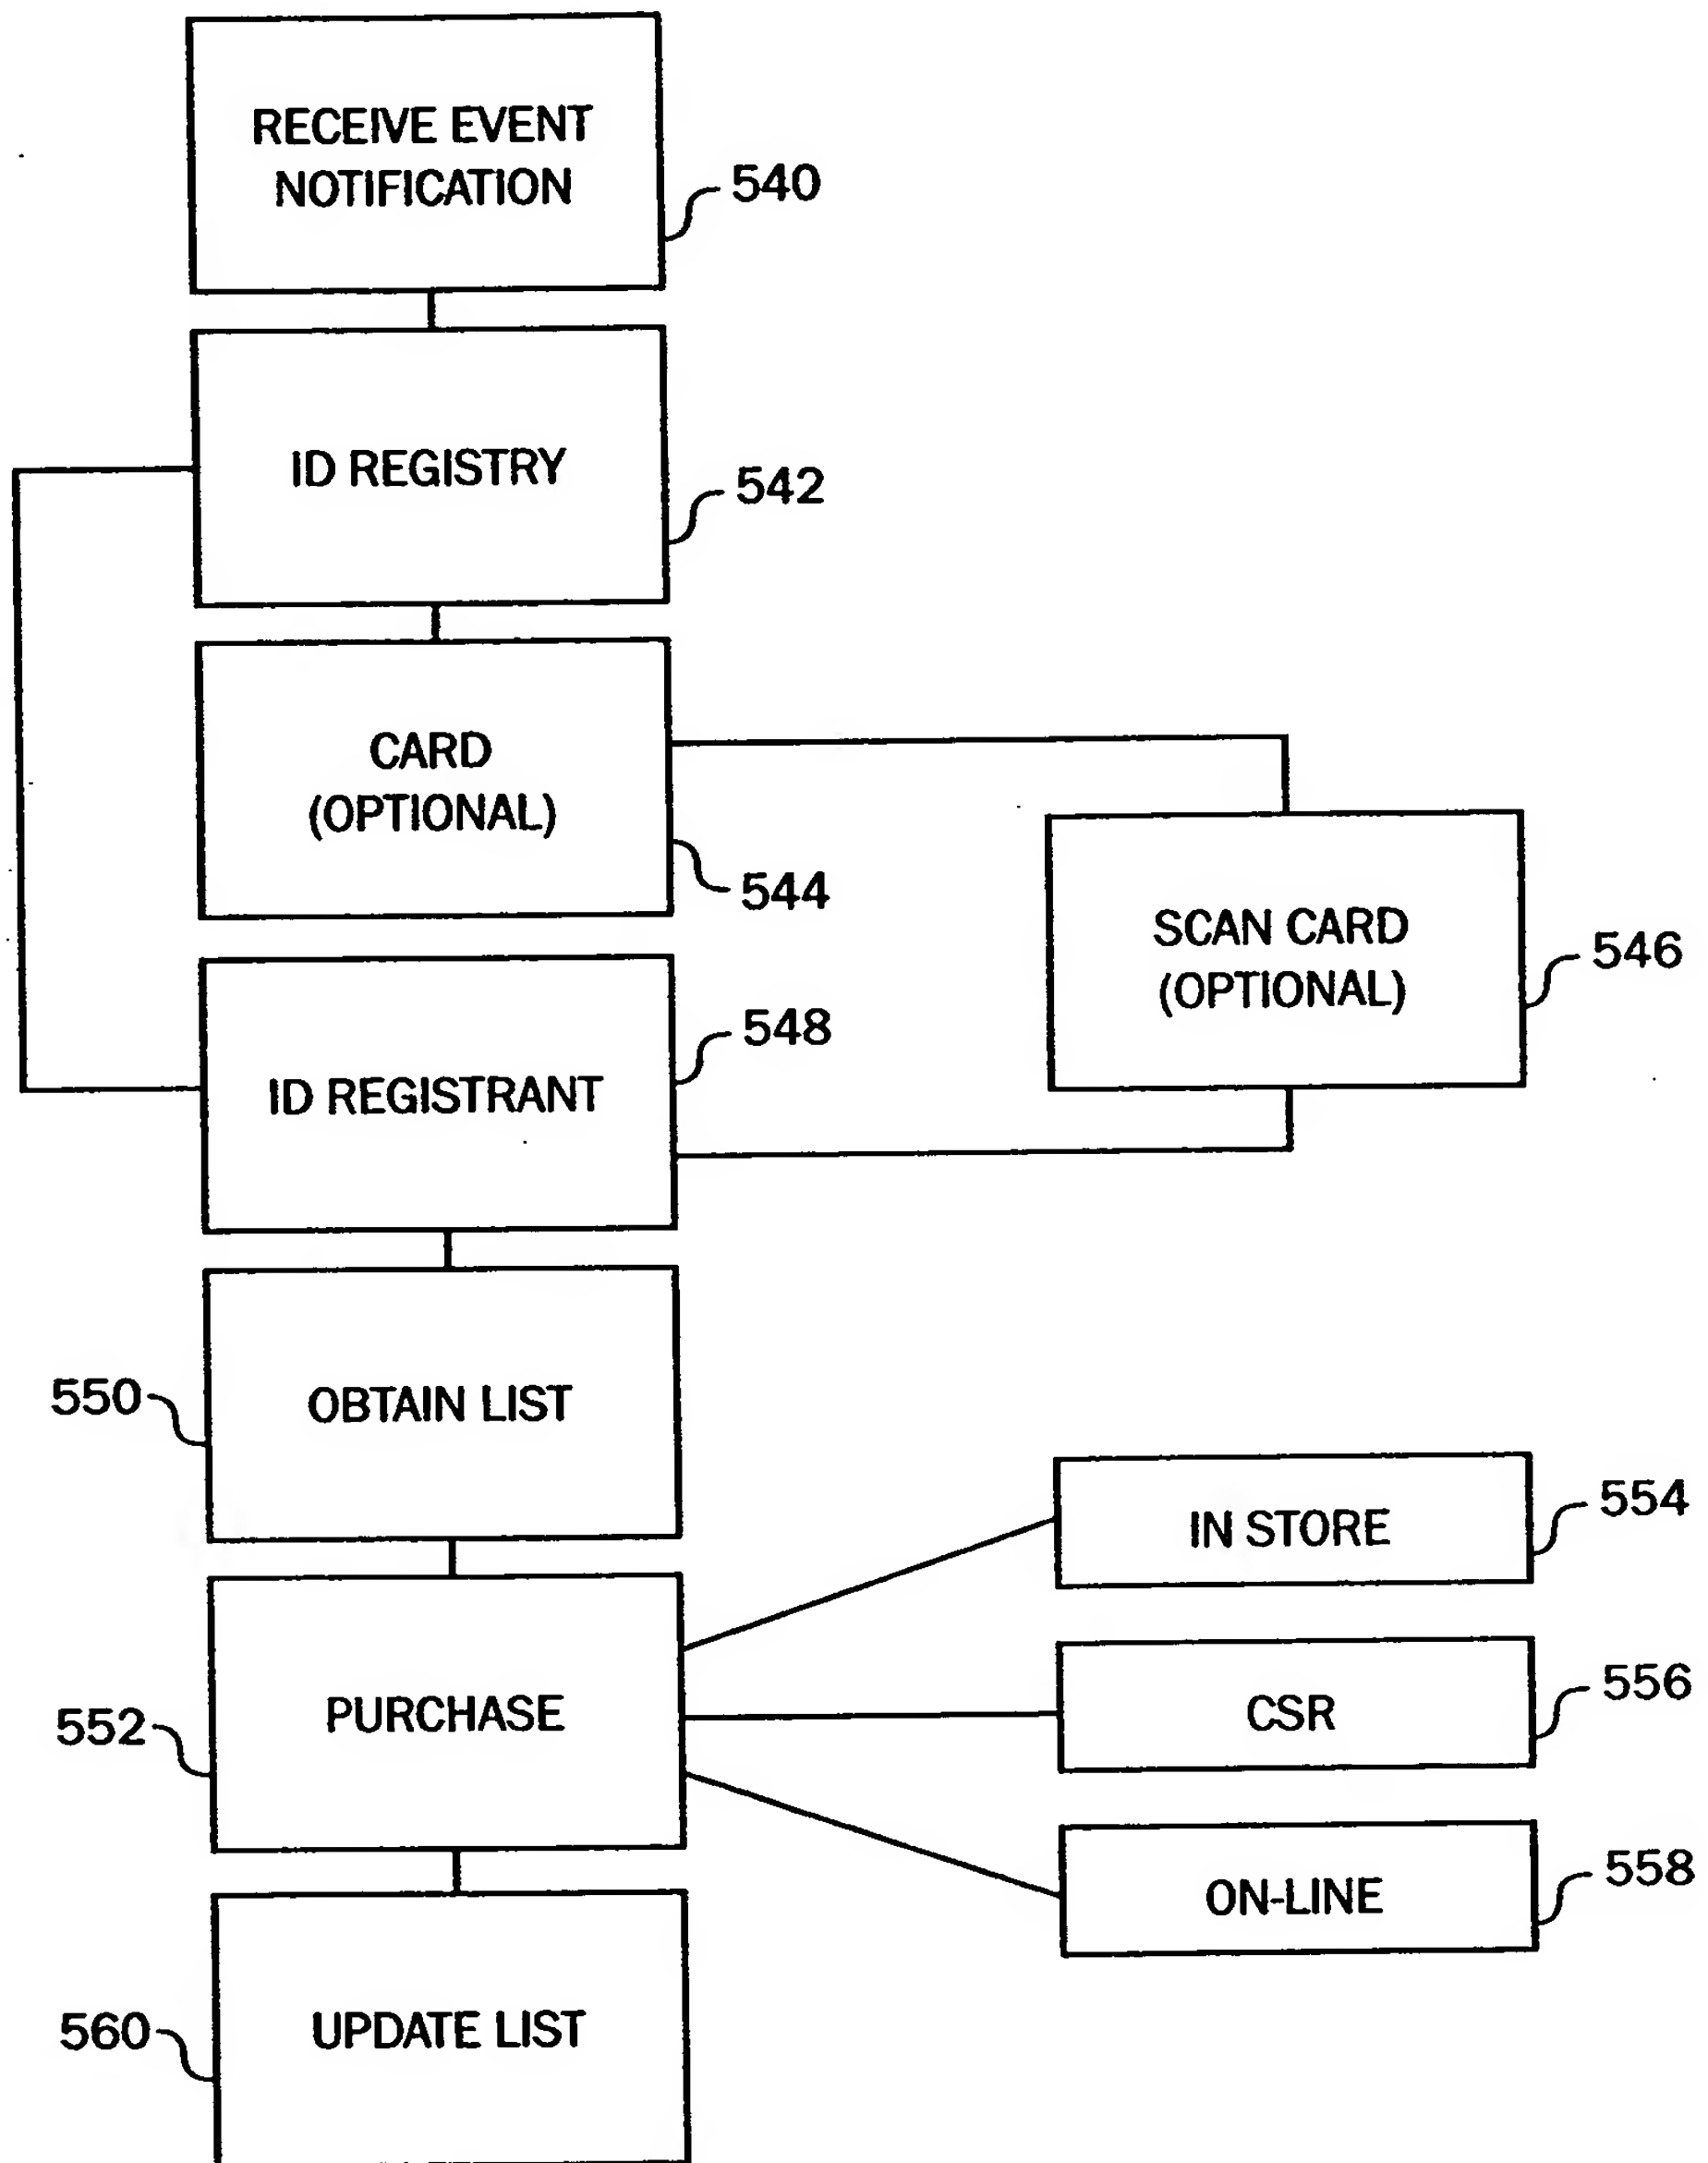 RECEIVE EVENT
NOTIFICATION
540
ID REGISTRY
542
CARD
(OPTIONAL)
544
SCAN CARD
(OPTIONAL)
546
ID REGISTRANT
548
OBTAIN LIST
550
PURCHASE
552
IN STORE
554
CSR
556
ON-LINE
558
UPDATE LIST
560